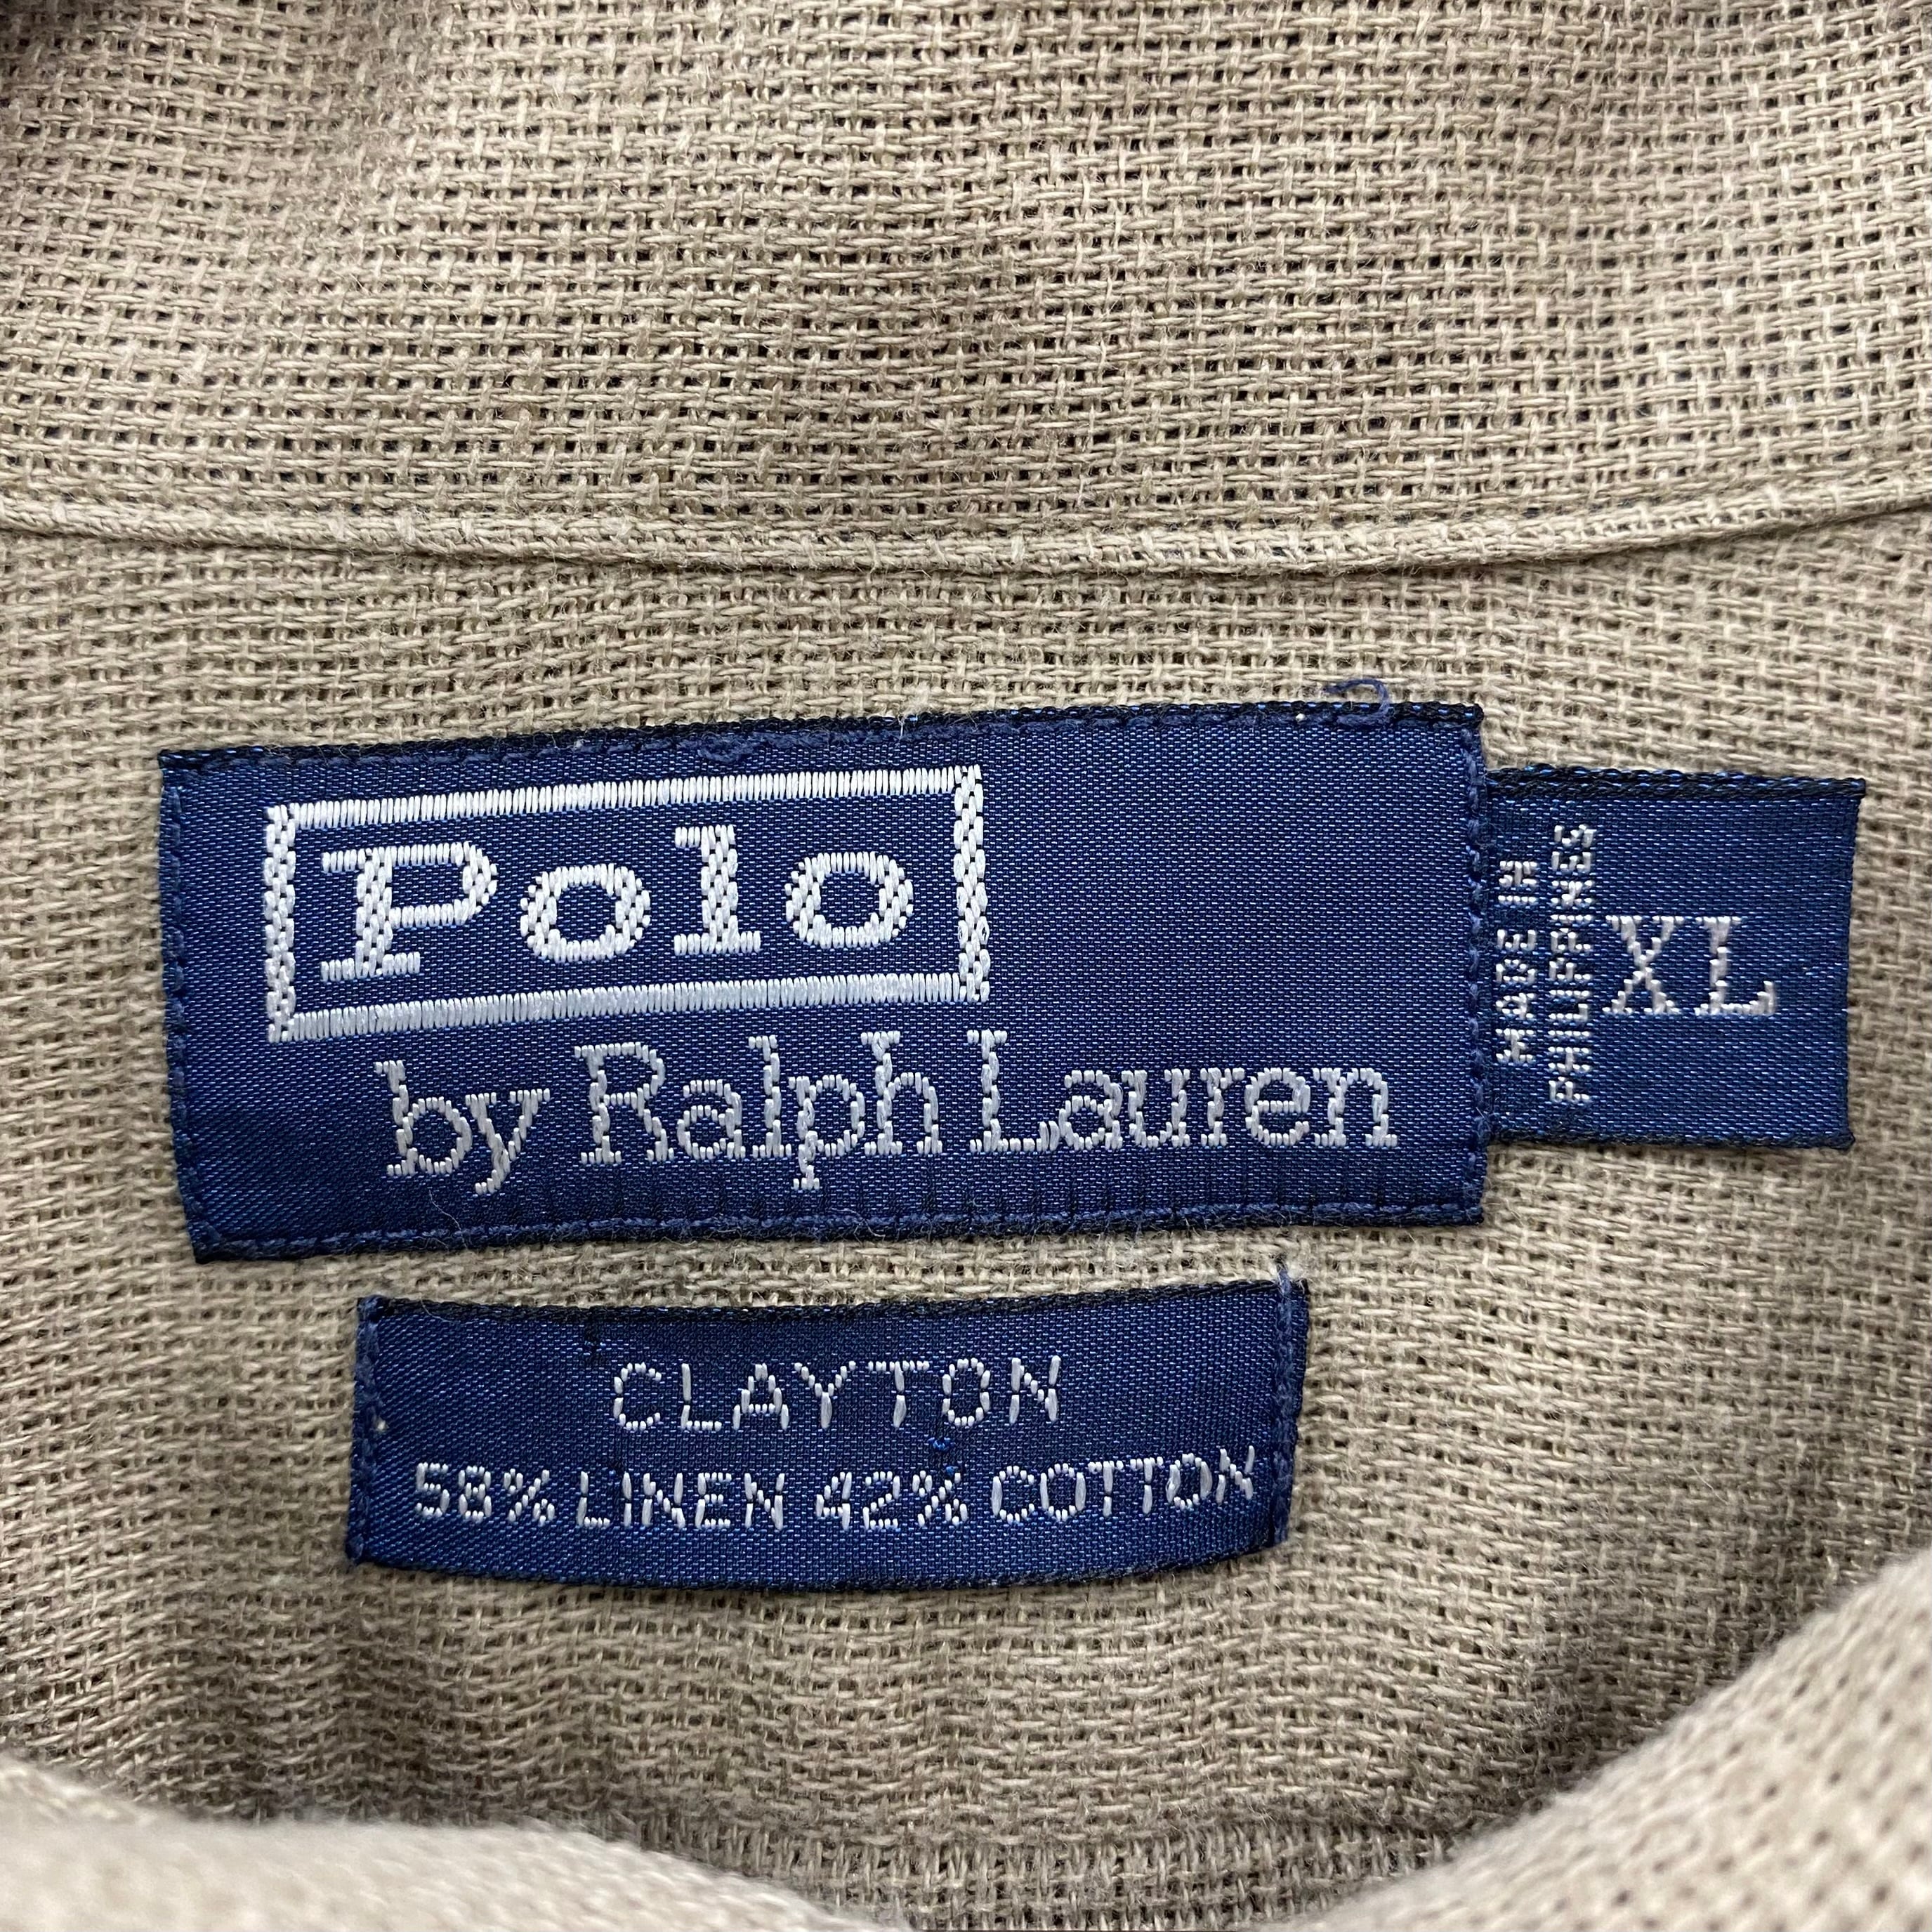 Polo
by Ralph Lauren
MADE IN
PHILIPPINES
XL
CLAYTON
58% LINEN 42% COTTON